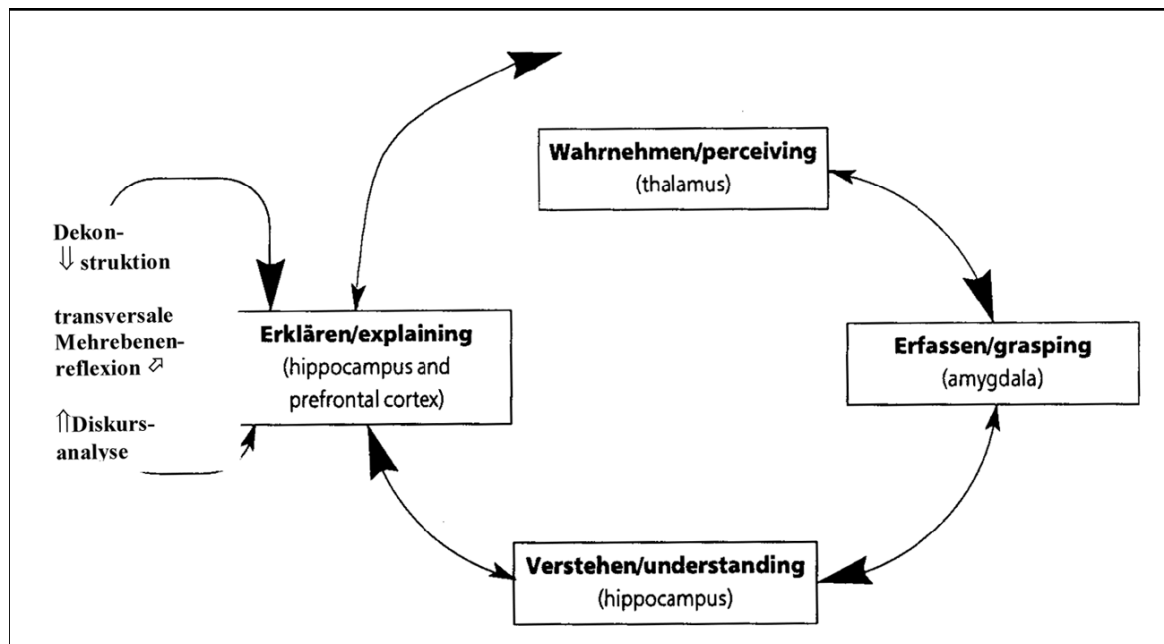 Wahrnehmen/perceiving
(thalamus)
Dekon-
⇓ struktion
transversale
Mehrebenen-
reflexion ⬀
⇑Diskurs-
analyse
Erklären/explaining
(hippocampus and
prefrontal cortex)
Erfassen/grasping
(amygdala)
Verstehen/understanding
(hippocampus)